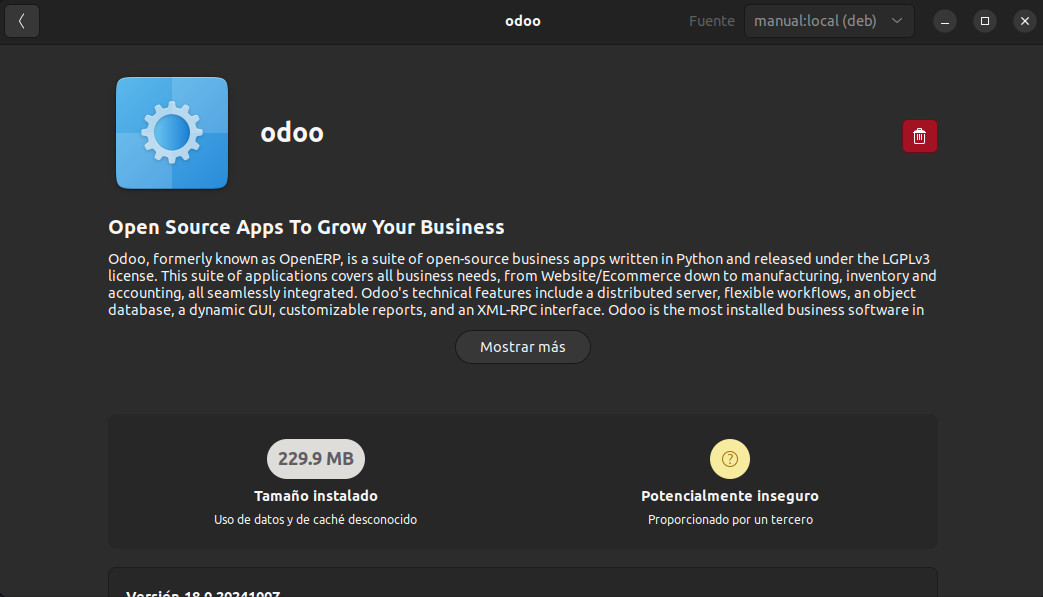 odoo
Fuente
manual:local (deb)
odoo
Open Source Apps To Grow Your Business
Odoo, formerly known as OpenERP, is a suite of open-source business apps written in Python and released under the LGPLv3
license. This suite of applications covers all business needs, from Website/Ecommerce down to manufacturing, inventory and
accounting, all seamlessly integrated. Odoo's technical features include a distributed server, flexible workflows, an object
database, a dynamic GUI, customizable reports, and an XML-RPC interface. Odoo is the most installed business software in
Mostrar más
229.9 MB
Tamaño instalado
Uso de datos y de caché desconocido
Potencialmente inseguro
Proporcionado por un tercero
Versión 18.0.20241007